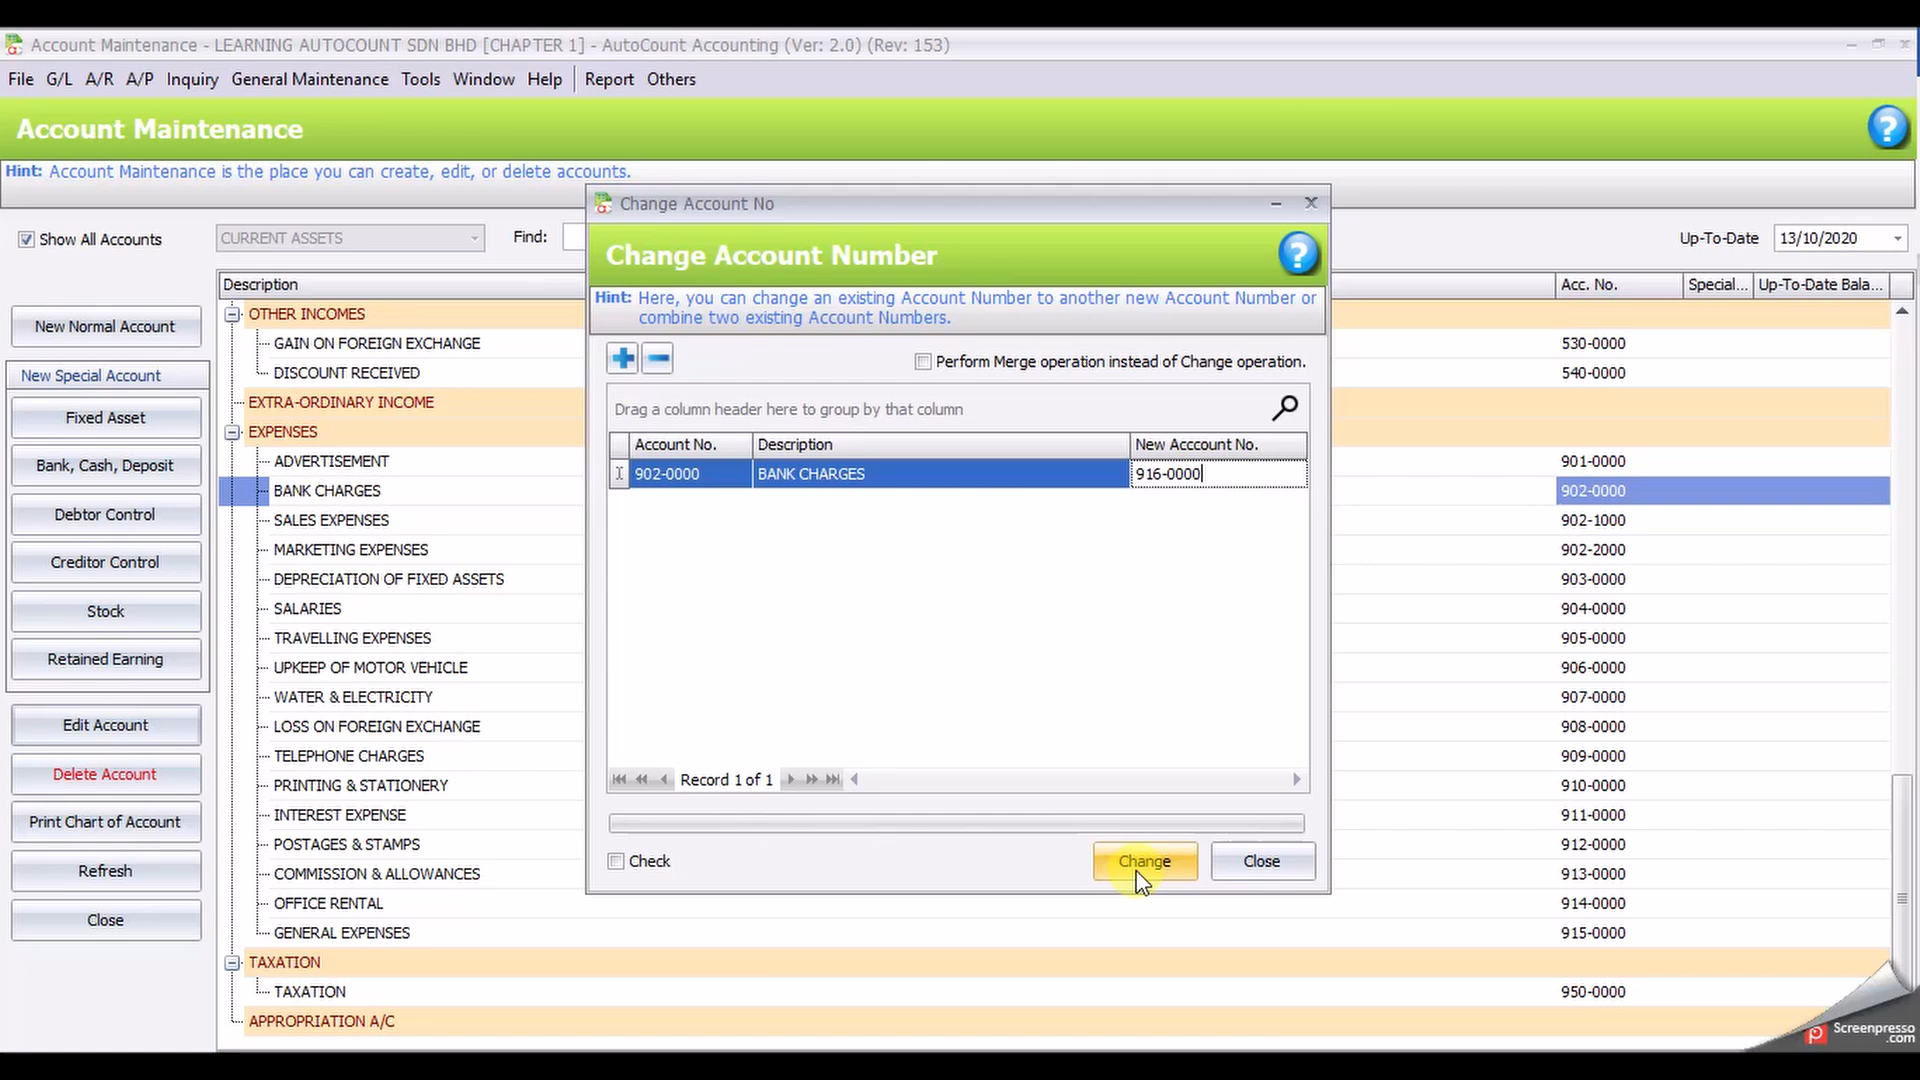 Account Maintenance - LEARNING AUTOCOUNT SDN BHD [CHAPTER 1] - AutoCount Accounting (Ver: 2.0) (Rev: 153)
File G/L A/R A/P Inquiry General Maintenance Tools Window Help Report Others
Account Maintenance
Hint: Account Maintenance is the place you can create, edit, or delete accounts.
Show All Accounts
CURRENT ASSETS
Find:
Up-To-Date
13/10/2020
Description
Acc. No.
Special...
Up-To-Date Bala...
New Normal Account
New Special Account
Fixed Asset
Bank, Cash, Deposit
Debtor Control
Creditor Control
Stock
Retained Earning
Edit Account
Delete Account
Print Chart of Account
Refresh
Close
OTHER INCOMES
GAIN ON FOREIGN EXCHANGE 530-0000
DISCOUNT RECEIVED 540-0000
EXTRA-ORDINARY INCOME
EXPENSES
ADVERTISEMENT 901-0000
BANK CHARGES 902-0000
SALES EXPENSES 902-1000
MARKETING EXPENSES 902-2000
DEPRECIATION OF FIXED ASSETS 903-0000
SALARIES 904-0000
TRAVELLING EXPENSES 905-0000
UPKEEP OF MOTOR VEHICLE 906-0000
WATER & ELECTRICITY 907-0000
LOSS ON FOREIGN EXCHANGE 908-0000
TELEPHONE CHARGES 909-0000
PRINTING & STATIONERY 910-0000
INTEREST EXPENSE 911-0000
POSTAGES & STAMPS 912-0000
COMMISSION & ALLOWANCES 913-0000
OFFICE RENTAL 914-0000
GENERAL EXPENSES 915-0000
TAXATION
TAXATION 950-0000
APPROPRIATION A/C
Change Account No
Change Account Number
Hint: Here, you can change an existing Account Number to another new Account Number or
combine two existing Account Numbers.
Perform Merge operation instead of Change operation.
Drag a column header here to group by that column
Account No. Description New Acccount No.
902-0000 BANK CHARGES 916-0000
Record 1 of 1
Check
Change
Close
Screenpresso
.com